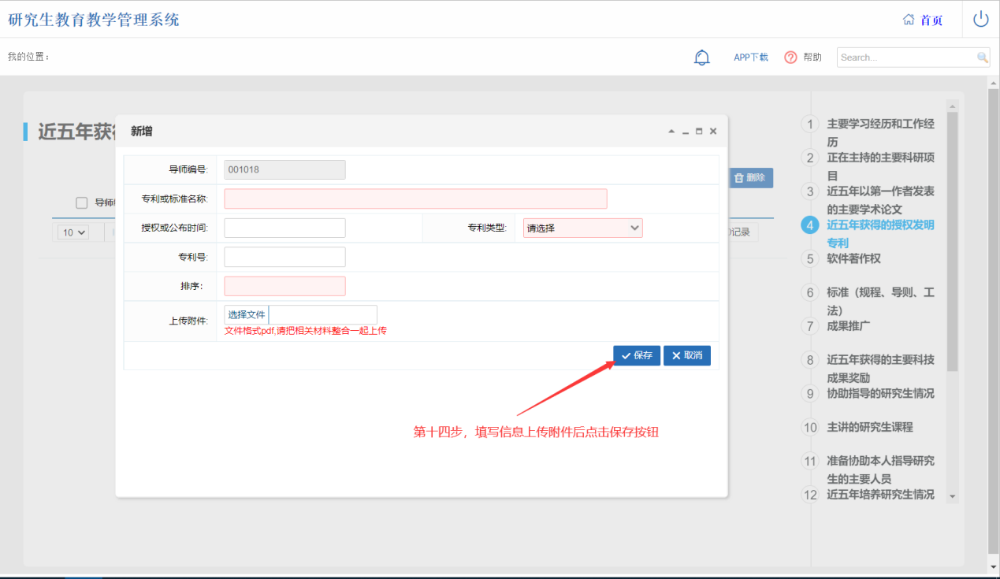 研究生教育教学管理系统
首页
我的位置：
APP下载
帮助
Search...
近五年获
新增
导师编号:
001018
删除
专利或标准名称:
导师
授权或公布时间:
专利类型:
请选择
10
记录
专利号:
排序：
上传附件:
选择文件
文件格式pdf,请把相关材料整合一起上传
保存
取消
第十四步，填写信息上传附件后点击保存按钮
1
主要学习经历和工作经
历
2
正在主持的主要科研项
目
3
近五年以第一作者发表
的主要学术论文
4
近五年获得的授权发明
专利
5
软件著作权
6
标准（规程、导则、工
法）
7
成果推广
8
近五年获得的主要科技
成果奖励
9
协助指导的研究生情况
10
主讲的研究生课程
11
准备协助本人指导研究
生的主要人员
12
近五年培养研究生情况